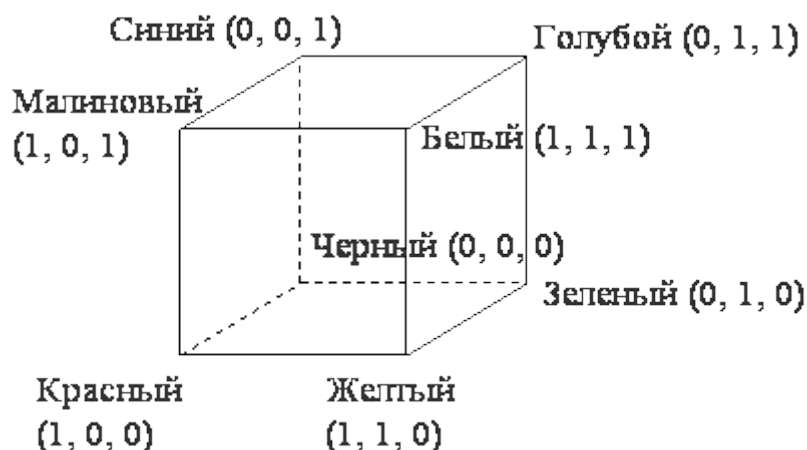 Синий (0, 0, 1)
Голубой (0, 1, 1)
Малиновый
(1, 0, 1)
Белый (1, 1, 1)
Черный (0, 0, 0)
Зеленый (0, 1, 0)
Красный
(1, 0, 0)
Желтый
(1, 1, 0)